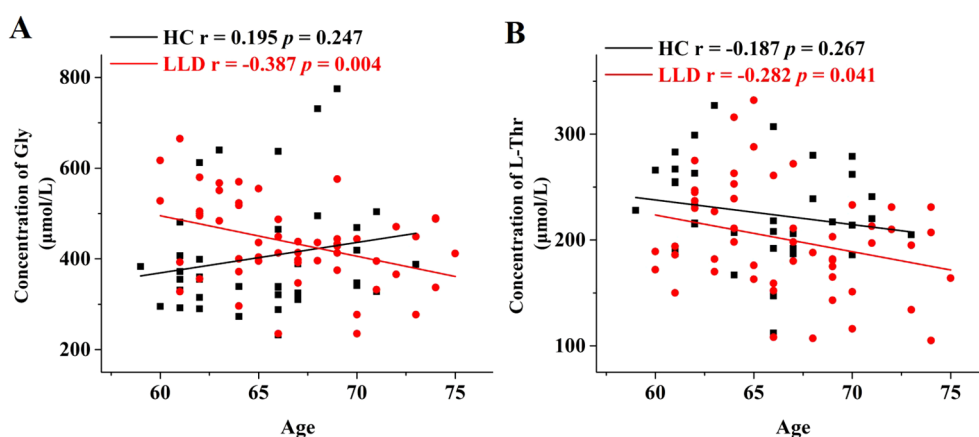 A
HC r = 0.195 p = 0.247
LLD r = -0.387 p = 0.004
800
600
400
200
60
65
70
75
Age
Concentration of Gly
(μmol/L)
B
HC r = -0.187 p = 0.267
LLD r = -0.282 p = 0.041
300
200
100
60
65
70
75
Age
Concentration of L-Thr
(μmol/L)